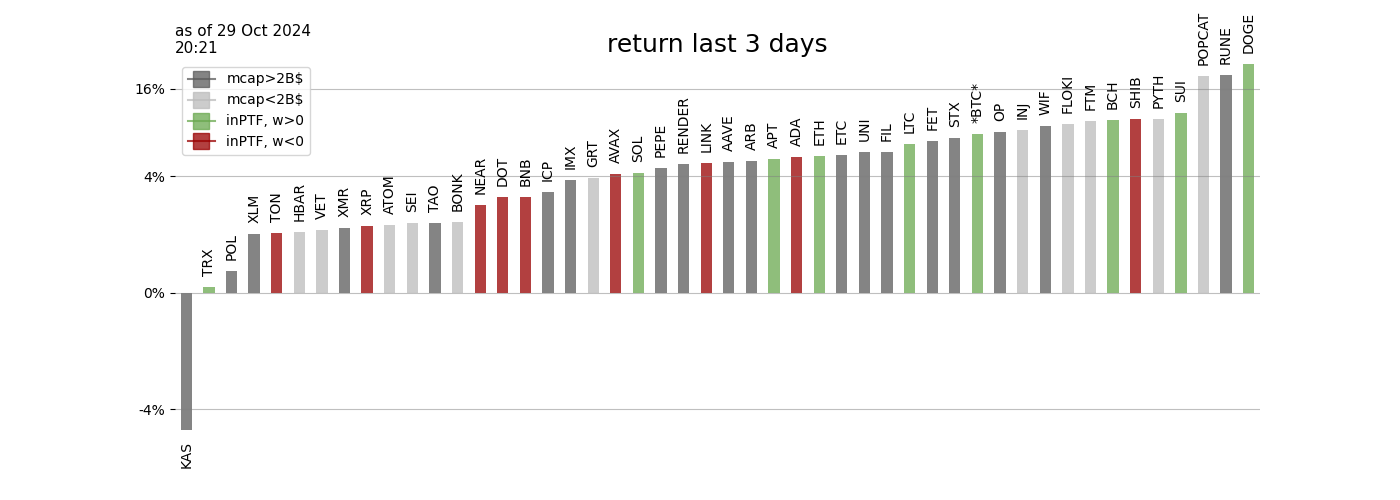 as of 29 Oct 2024
20:21
return last 3 days
mcap>2B$
mcap<2B$
inPTF, w>0
inPTF, w<0
16%
4%
0%
-4%
KAS
TRX
POL
XLM
TON
HBAR
VET
XMR
XRP
ATOM
SEI
TAO
BONK
NEAR
DOT
BNB
ICP
IMX
GRT
AVAX
SOL
PEPE
RENDER
LINK
AAVE
ARB
APT
ADA
ETH
ETC
UNI
FIL
LTC
FET
STX
*BTC*
OP
INJ
WIF
FLOKI
FTM
BCH
SHIB
PYTH
SUI
POPCAT
RUNE
DOGE